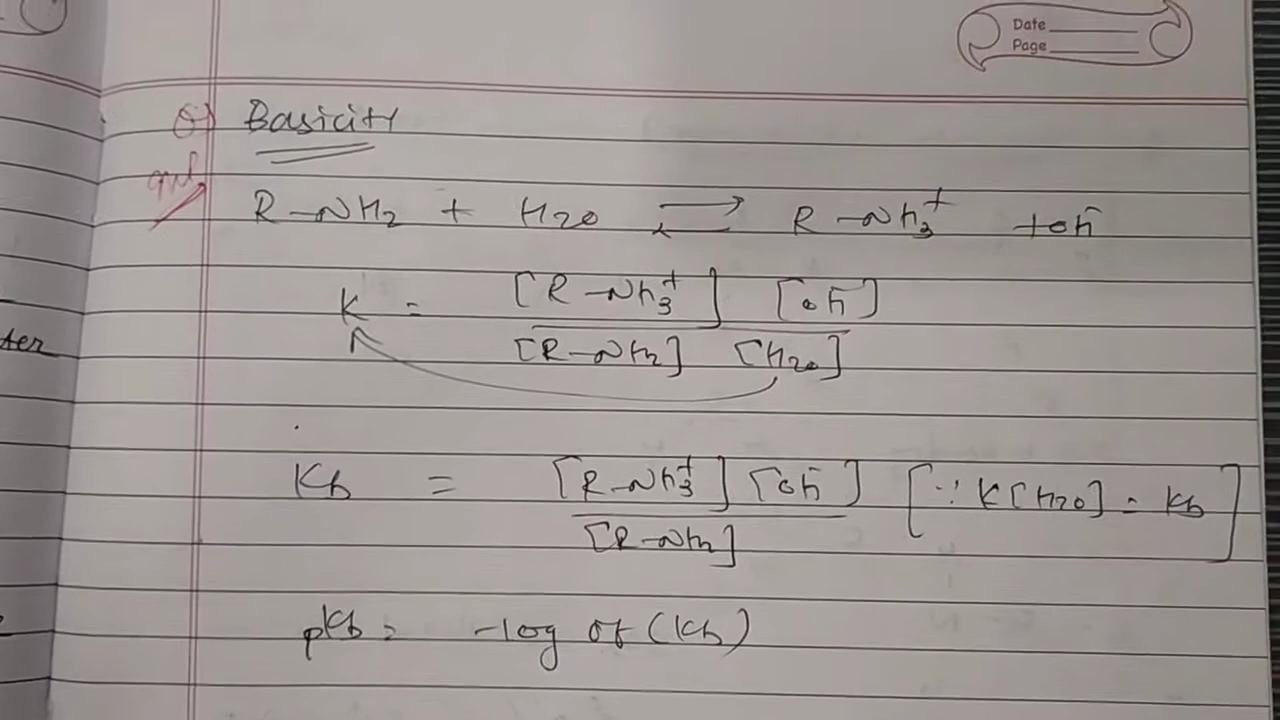 Date
Page
Basicity
R-NH2 + H2O ⇌ R-Nh3+ +oh-
K = [R-Nh3+] [oh-] / [R-NH2] [H2O]
ter
Kb = [R-Nh3+] [oh-] / [R-NH2] [∵ K[H2O] = Kb]
pKb = -log of (Kb)